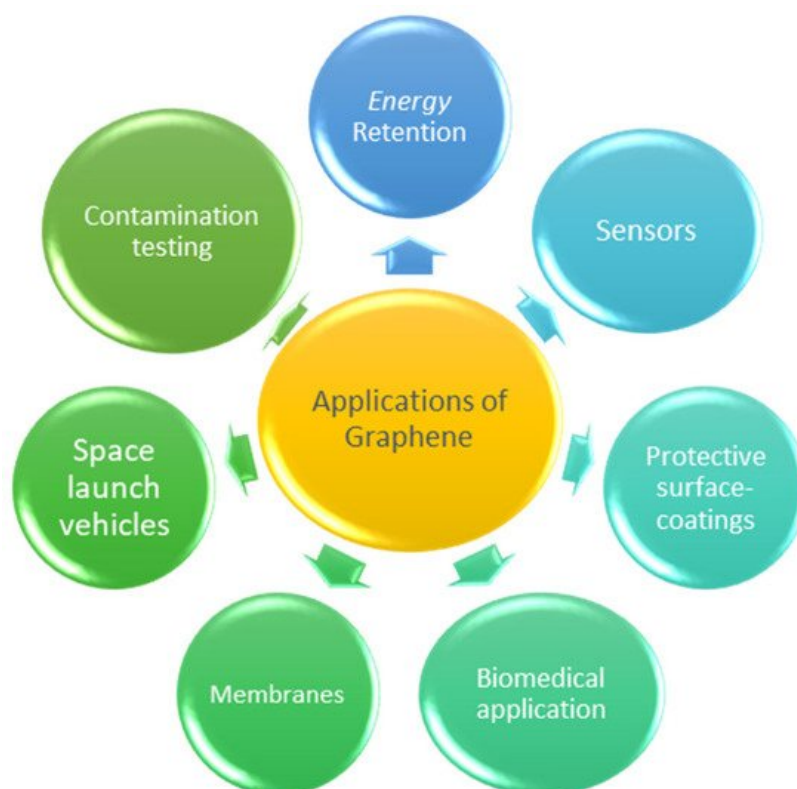 Energy
Retention
Sensors
Protective
surface-
coatings
Biomedical
application
Membranes
Space
launch
vehicles
Contamination
testing
Applications of
Graphene